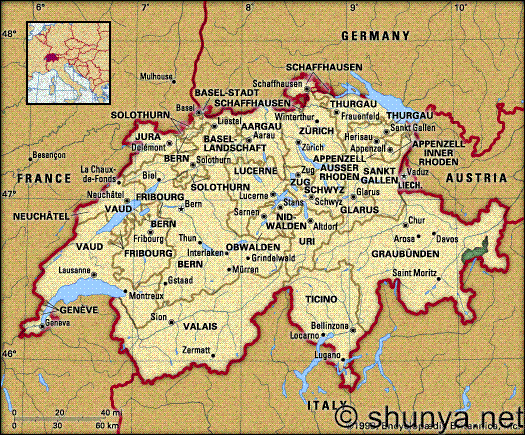 6° 7° 8° 9° 10°
48°
GERMANY
Mulhouse
SCHAFFHAUSEN
Schaffhausen
BASEL-STADT
SCHAFFHAUSEN
THURGAU
THURGAU
SOLOTHURN
Basel
Liestal
Winterthur
Frauenfeld
Sankt Gallen
AARGAU
ZÜRICH
Herisau
JURA
BASEL-
LANDSCHAFT
Aarau
Appenzell
APPENZELL
INNER
RHODEN
Delémont
Zürich
Besançon
BERN
Solothurn
APPENZELL
AUSSER
RHODEN
SANKT
GALLEN
Vaduz
AUSTRIA
LIECH.
La Chaux-
de-Fonds
Biel
LUCERNE
Zug
ZUG
FRANCE
SOLOTHURN
SCHWYZ
Schwyz
Glarus
GLARUS
47°
47°
Neuchâtel
FRIBOURG
Lucerne
Stans
NEUCHÂTEL
VAUD
Bern
Sarnen
NID-
WALDEN
Altdorf
Chur
BERN
Fribourg
Thun
OBWALDEN
URI
Arosa
Davos
VAUD
FRIBOURG
Interlaken
Grindelwald
GRAUBÜNDEN
BERN
Mürren
Lausanne
Gstaad
Saint Moritz
Montreux
TICINO
GENÈVE
Geneva
Sion
VALAIS
Bellinzona
Locarno
46°
46°
Zermatt
Lugano
ITALY
0 20 40 mi
0 30 60 km
© shunya.net